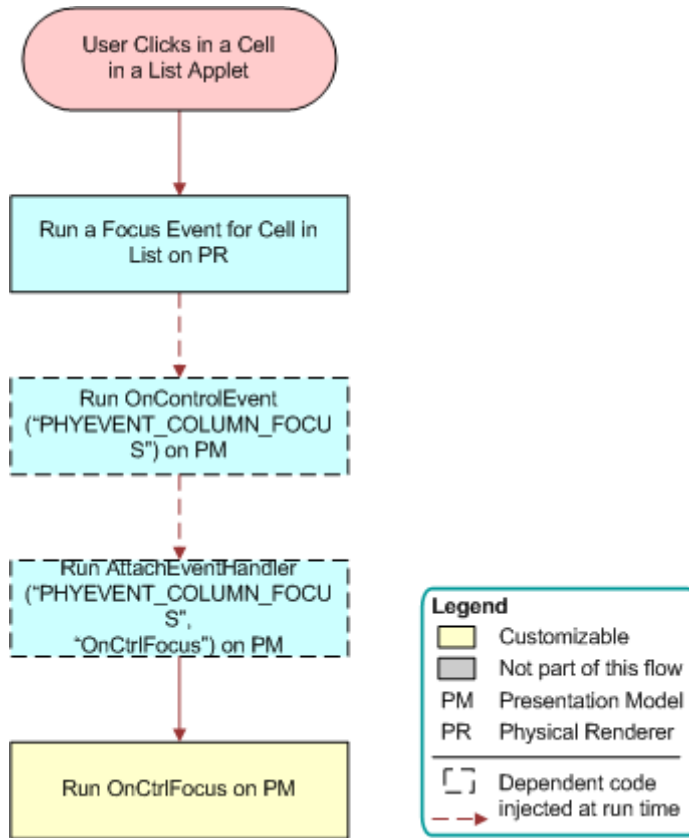 User Clicks in a Cell
in a List Applet
Run a Focus Event for Cell in
List on PR
Run OnControlEvent
(“PHYEVENT_COLUMN_FOCU
S”) on PM
Run AttachEventHandler
(“PHYEVENT_COLUMN_FOCU
S”,
“OnCtrlFocus”) on PM
Run OnCtrlFocus on PM
Legend
Customizable
Not part of this flow
PM Presentation Model
PR Physical Renderer
Dependent code
injected at run time